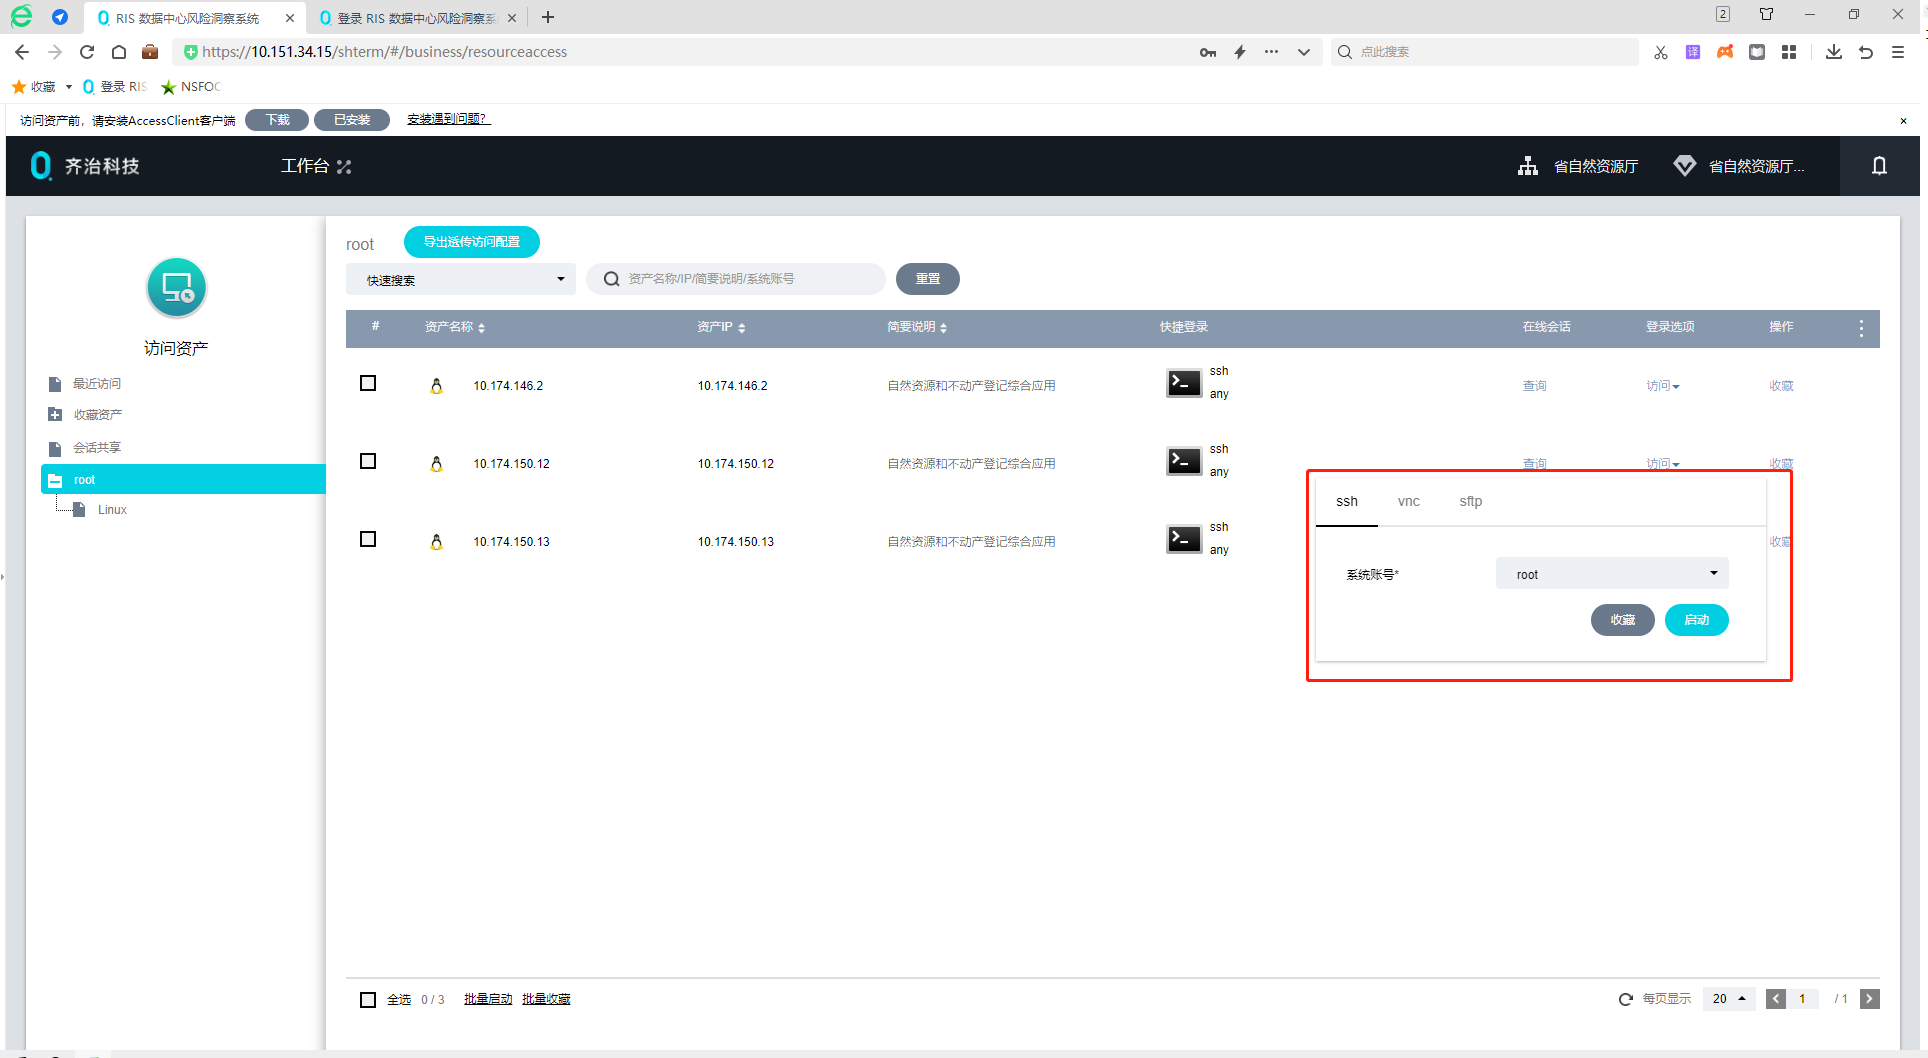 RIS 数据中心风险洞察系统
登录 RIS 数据中心风险洞察系
2
https://10.151.34.15/shterm/#/business/resourceaccess
点此搜索
译
收藏
登录 RIS
NSFOC
访问资产前，请安装AccessClient客户端
下载
已安装
安装遇到问题？
齐治科技
工作台
省自然资源厅
省自然资源厅...
访问资产
最近访问
收藏资产
会话共享
root
Linux
root
导出透传访问配置
快速搜索
资产名称/IP/简要说明/系统账号
重置
# 资产名称 资产IP 简要说明 快捷登录 在线会话 登录选项 操作
10.174.146.2 10.174.146.2 自然资源和不动产登记综合应用 ssh any 查询 访问 收藏
10.174.150.12 10.174.150.12 自然资源和不动产登记综合应用 ssh any 查询 访问 收藏
10.174.150.13 10.174.150.13 自然资源和不动产登记综合应用 ssh any 收藏
ssh vnc sftp
系统账号* root
收藏 启动
全选 0 / 3 批量启动 批量收藏
每页显示 20 1 / 1